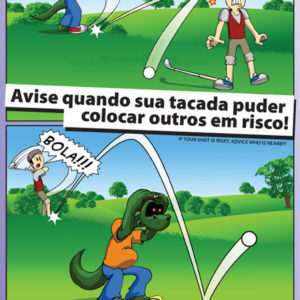 Avise quando sua tacada puder
colocar outros em risco!
IF YOUR SHOT IS RISKY, ADVICE WHO IS NEARBY!
BOLA!!!